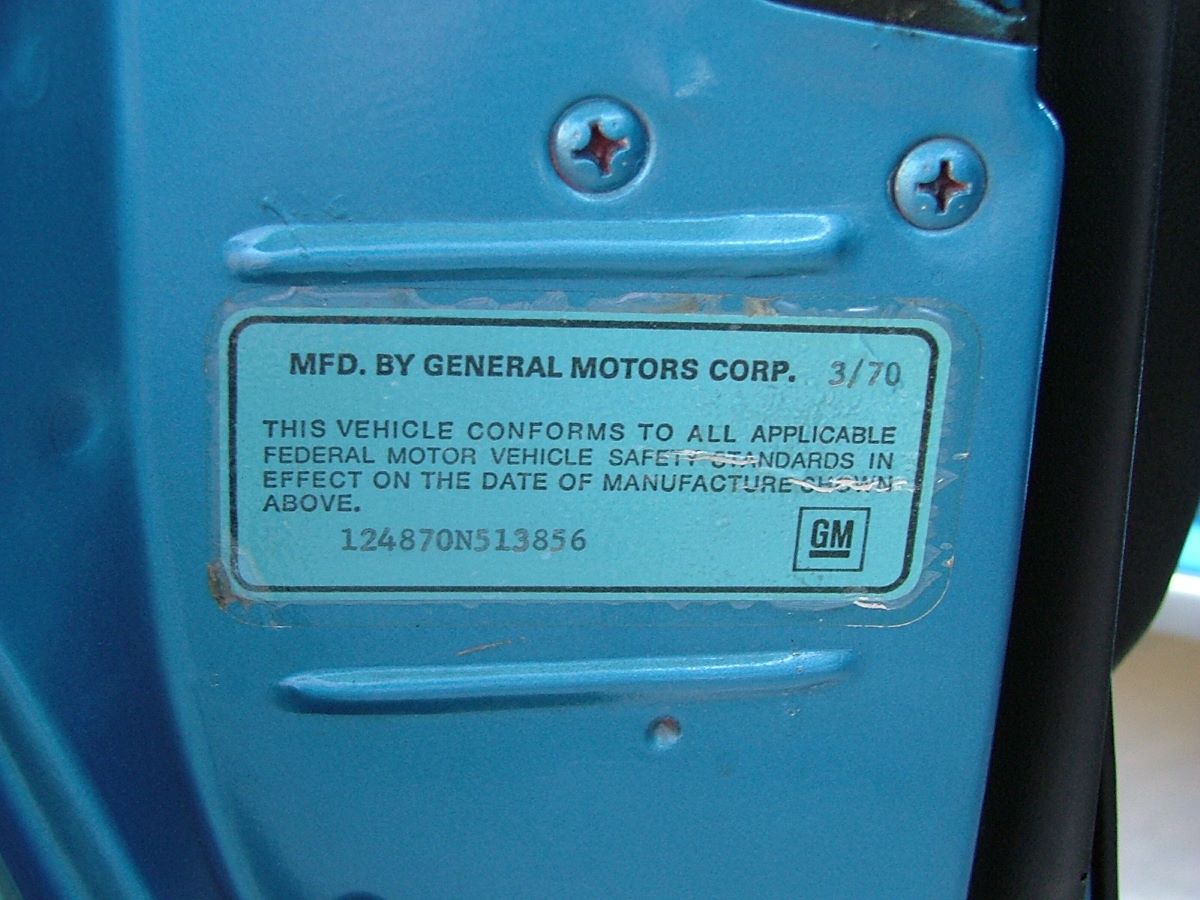 MFD. BY GENERAL MOTORS CORP. 3/70
THIS VEHICLE CONFORMS TO ALL APPLICABLE
FEDERAL MOTOR VEHICLE SAFETY STANDARDS IN
EFFECT ON THE DATE OF MANUFACTURE SHOWN
ABOVE.
124870N513856
GM